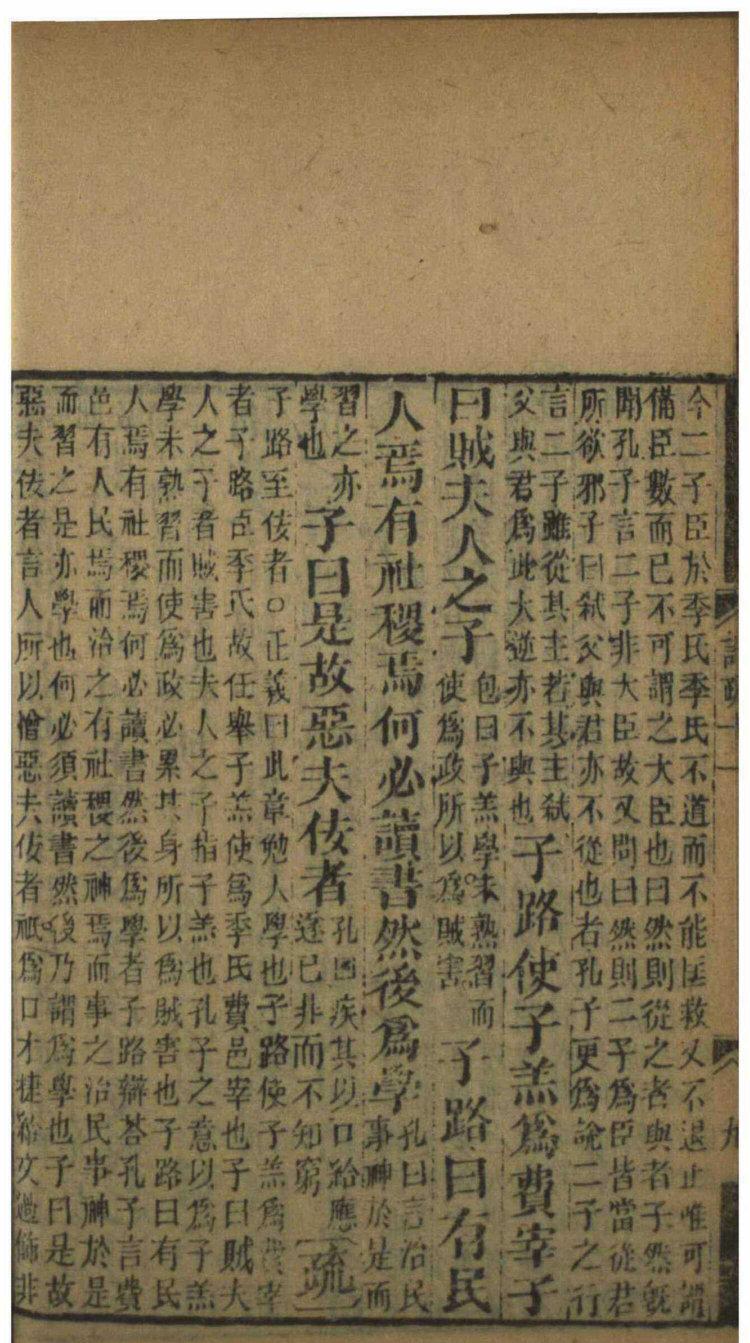 語疏十一
九
今二子臣於季氏季氏不道而不能匡救又不退止唯可謂
備臣數而已不可謂之大臣也曰然則從之者與者子然既
聞孔子言二子非大臣故又問曰然則二子爲臣皆當從君
所欲邪子曰弑父與君亦不從也者孔子更爲說二子之行
言二子雖從其主若其主弑
父與君爲此大逆亦不與也
子路使子羔爲費宰子
曰賊夫人之子
包曰子羔學未熟習而
使爲政所以爲賊害
子路曰有民
人焉有社稷焉何必讀書然後爲學
孔曰言治民
事神於是而
習之亦
學也
子曰是故惡夫佞者
孔曰疾其以口給應
遂已非而不知窮
疏
子路至佞者○正義曰此章勉人學也子路使子羔爲費宰
者子路臣季氏故任舉子羔使爲季氏費邑宰也子曰賊夫
人之子者賊害也夫人之子指子羔也孔子之意以爲子羔
學未熟習而使爲政必累其身所以爲賊害也子路曰有民
人焉有社稷焉何必讀書然後爲學者子路辯荅孔子言費
邑有人民焉而治之有社稷之神焉而事之治民事神於是
而習之是亦學也何必須讀書然後乃謂爲學也子曰是故
惡夫佞者言人所以憎惡夫佞者祇爲口才捷給文過飾非